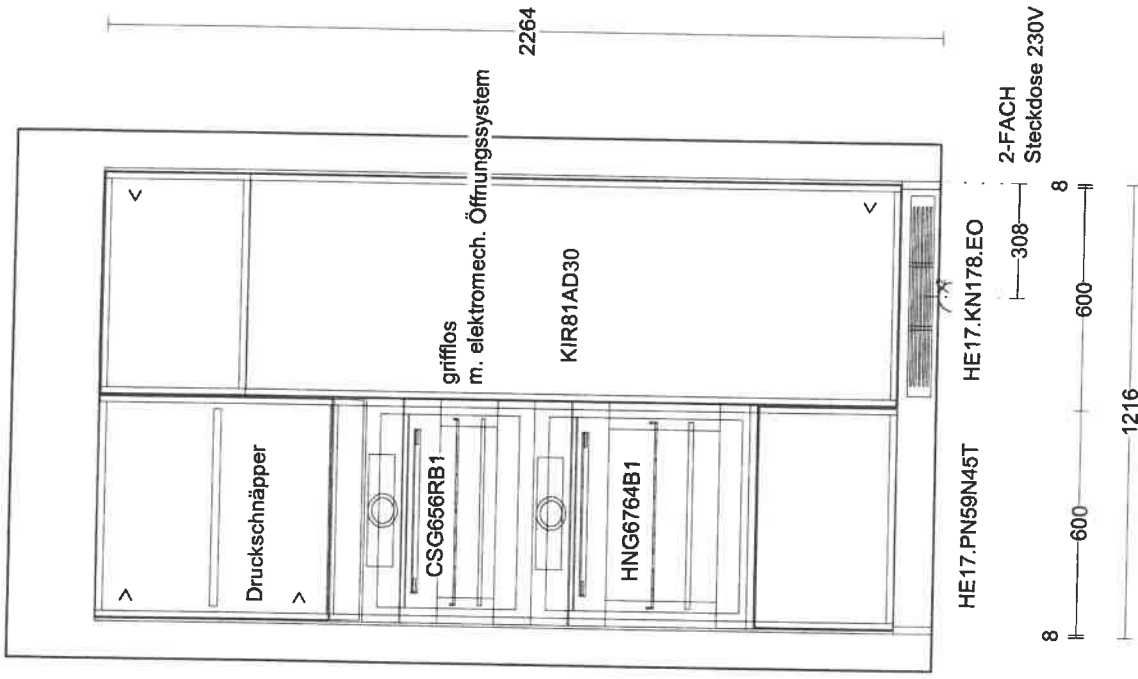 2264
grifflos
m. elektromech. Öffnungssystem
KIR81AD30
Druckschnäpper
CSG656RB1
HNG6764B1
2-FACH
Steckdose 230V
308
HE17.PN59N45T
HE17.KN178.EO
8
600
600
8
1216